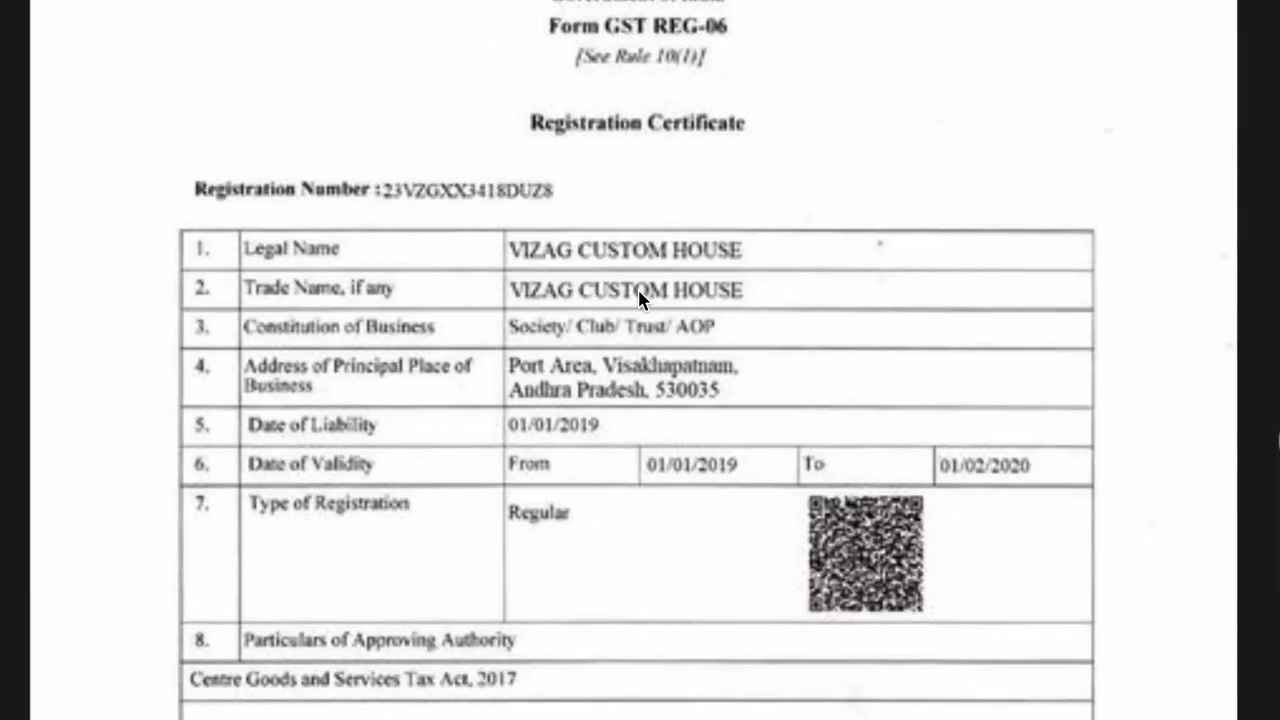 Form GST REG-06
[See Rule 10(1)]
Registration Certificate
Registration Number :23VZGXX3418DUZ8
1. Legal Name VIZAG CUSTOM HOUSE
2. Trade Name, if any VIZAG CUSTOM HOUSE
3. Constitution of Business Society/ Club/ Trust/ AOP
4. Address of Principal Place of Business Port Area, Visakhapatnam,
Andhra Pradesh, 530035
5. Date of Liability 01/01/2019
6. Date of Validity From 01/01/2019 To 01/02/2020
7. Type of Registration Regular
8. Particulars of Approving Authority
Centre Goods and Services Tax Act, 2017